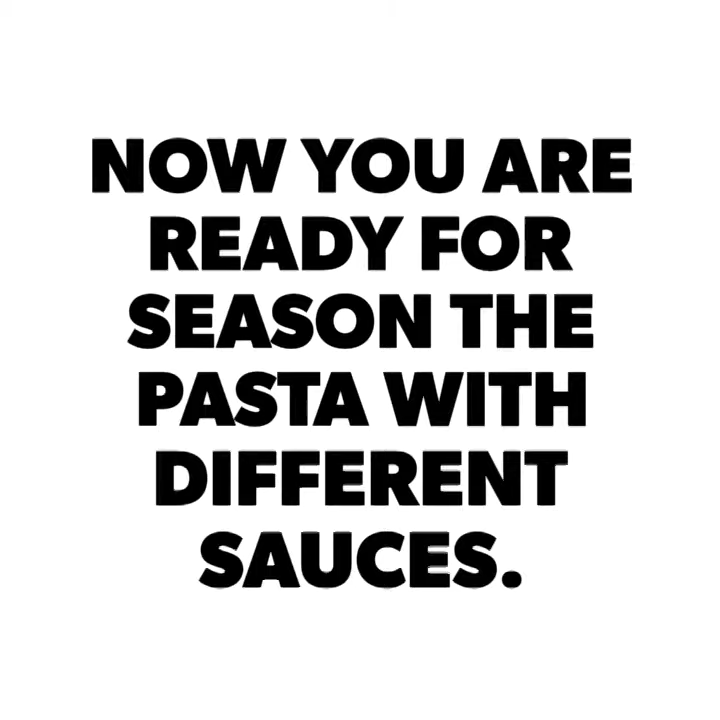 NOW YOU ARE
READY FOR
SEASON THE
PASTA WITH
DIFFERENT
SAUCES.